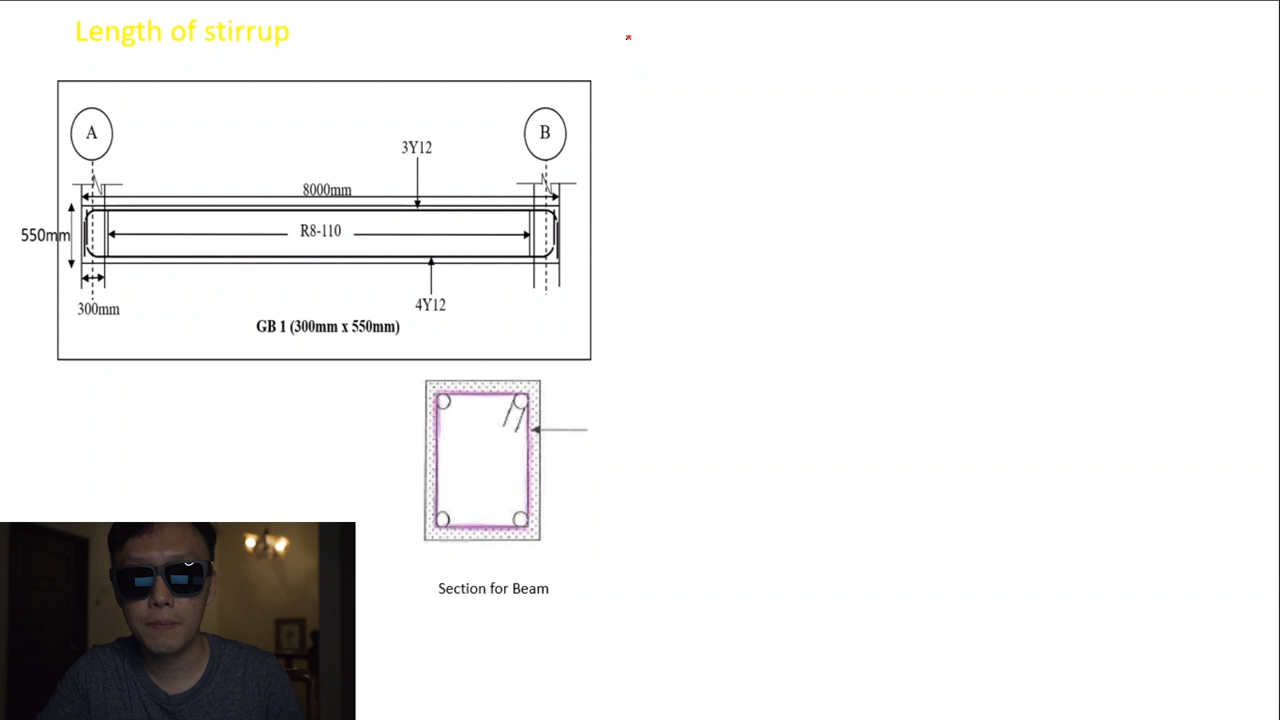 Length of stirrup
A
B
3Y12
8000mm
550mm
R8-110
300mm
4Y12
GB 1 (300mm x 550mm)
Section for Beam